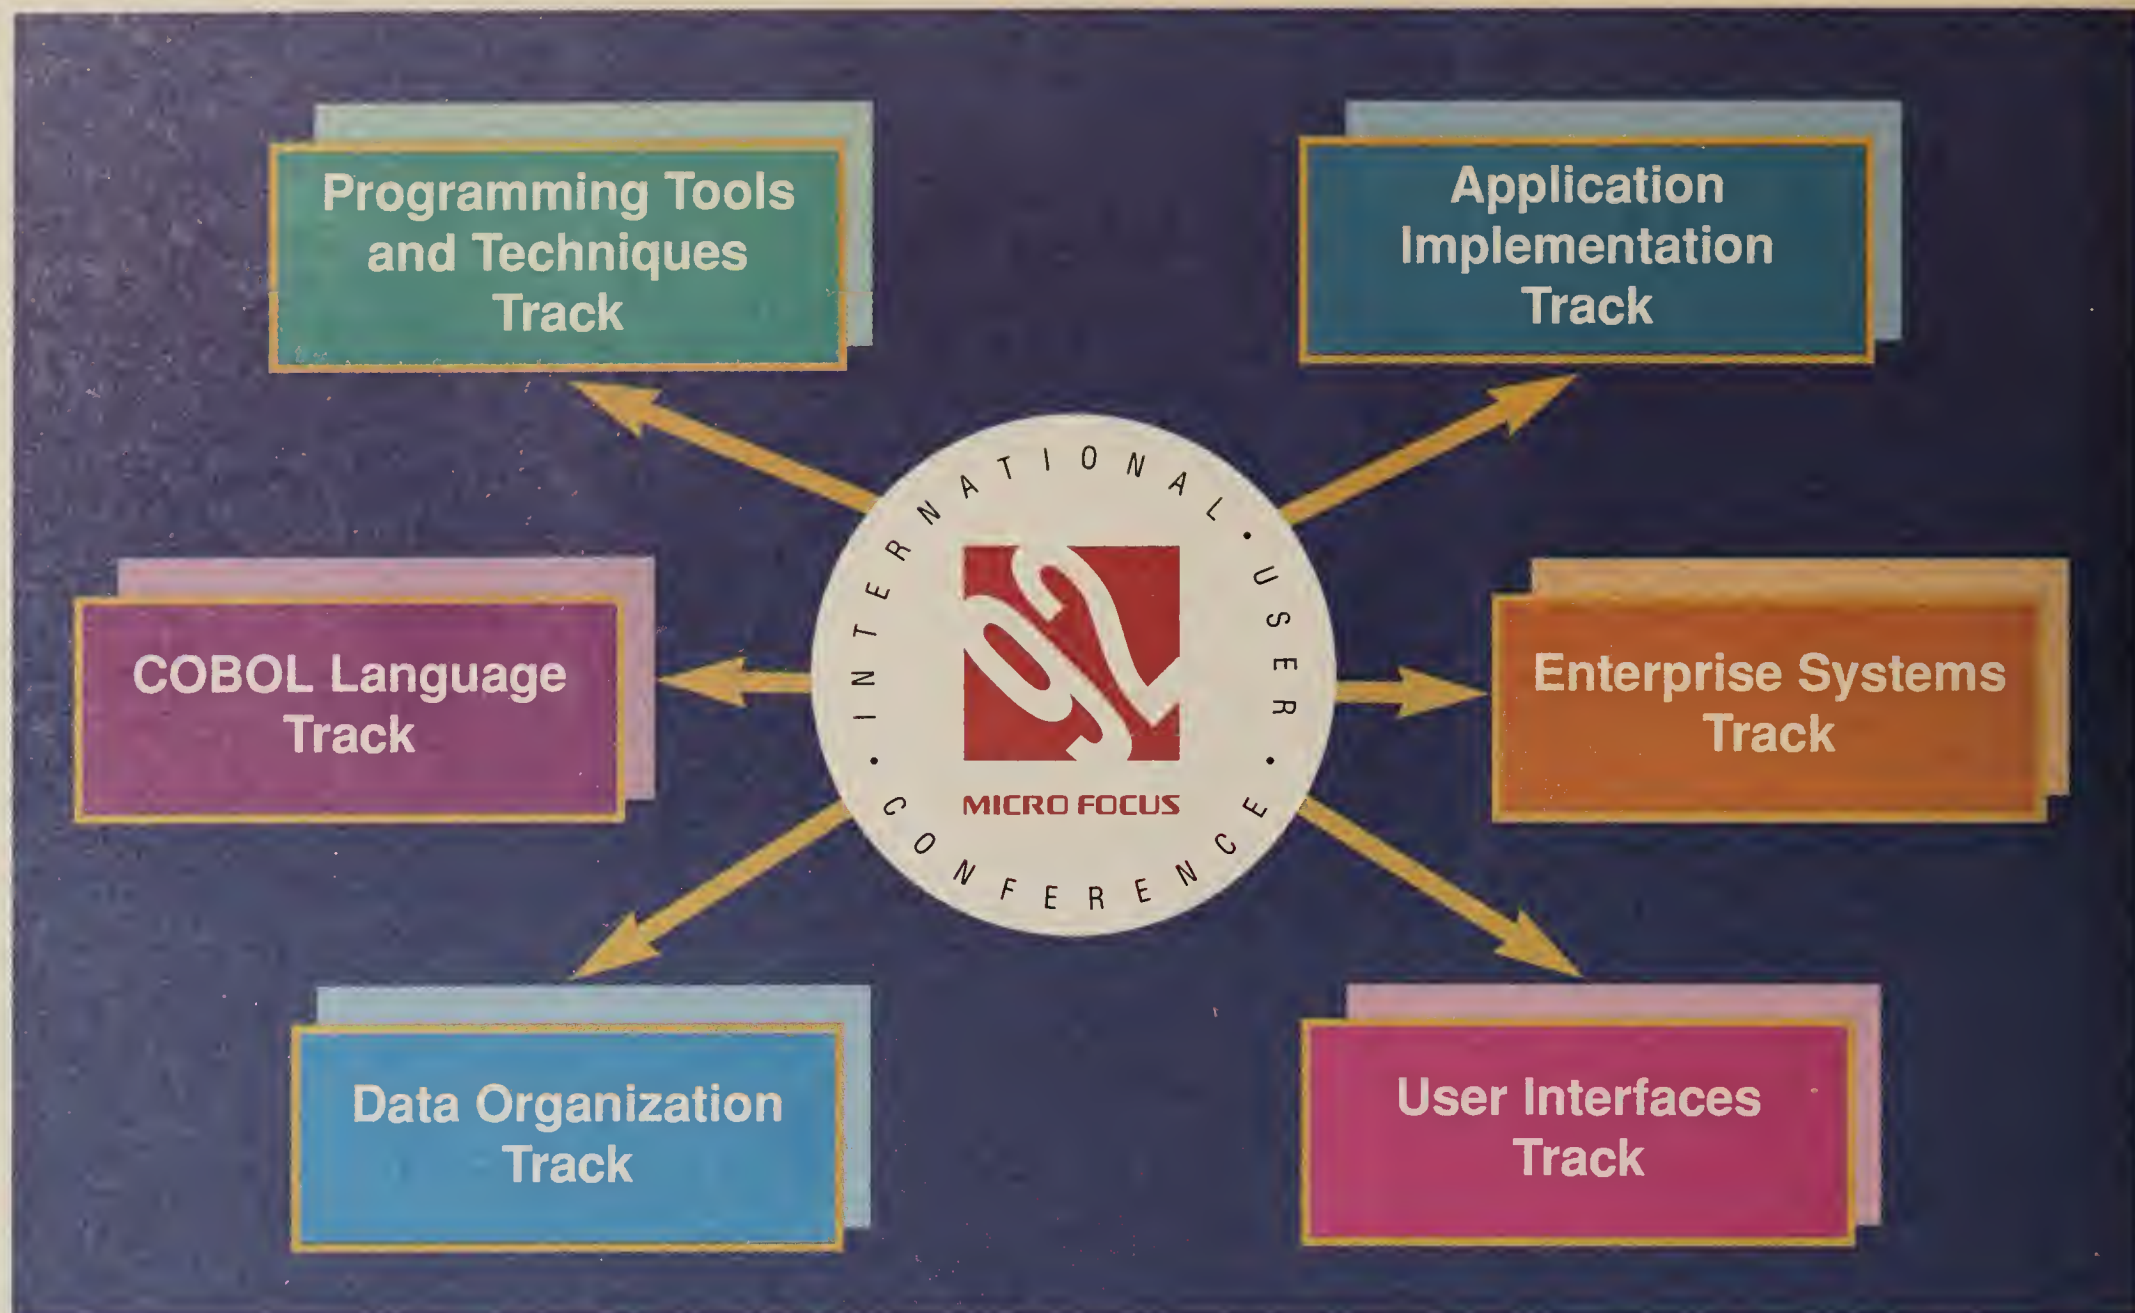 Programming Tools
and Techniques
Track
Application
Implementation
Track
INTERNATIONAL • USER • CONFERENCE •
92
MICRO FOCUS
COBOL Language
Track
Enterprise Systems
Track
Data Organization
Track
User Interfaces
Track